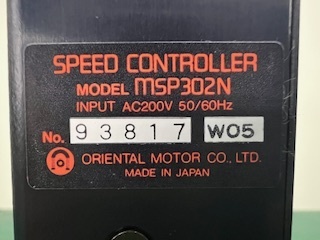 SPEED CONTROLLER
MODEL MSP302N
INPUT AC200V 50/60Hz
No. 93817 W05
ORIENTAL MOTOR CO., LTD.
MADE IN JAPAN